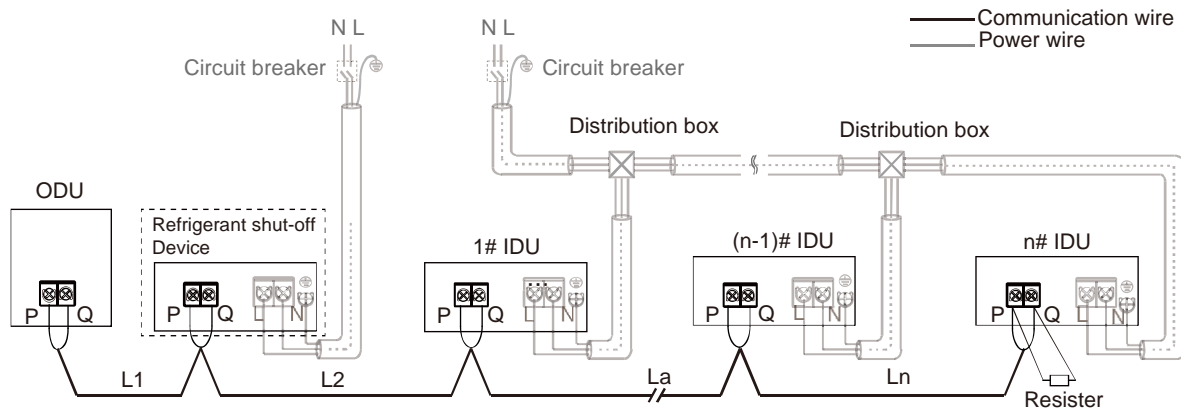 N L
N L
Communication wire
Power wire
Circuit breaker
Circuit breaker
Distribution box
Distribution box
ODU
Refrigerant shut-off
Device
1# IDU
(n-1)# IDU
n# IDU
P Q
P Q L N
P Q L N
P Q L N
P Q L N
L1
L2
La
Ln
Resister